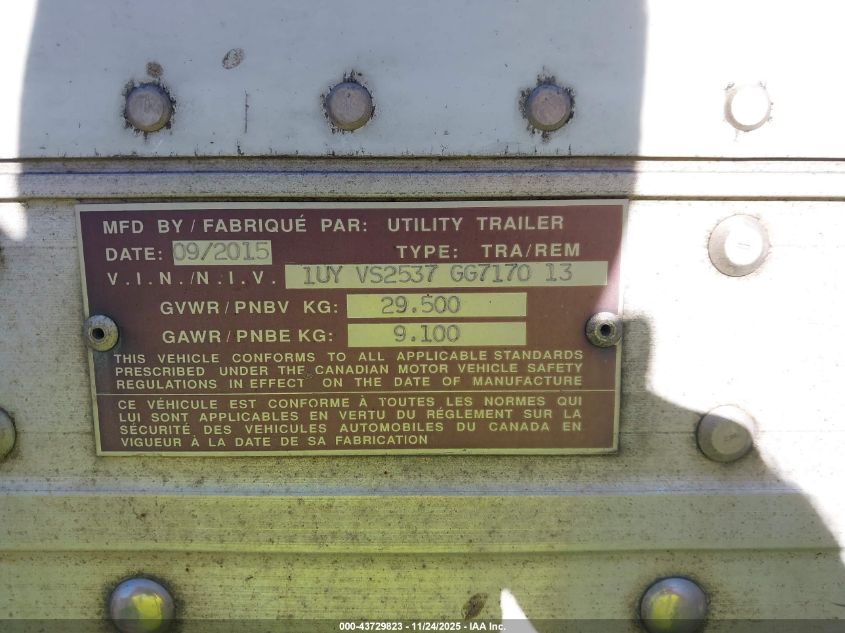 MFD BY / FABRIQUÉ PAR: UTILITY TRAILER
DATE: 09/2015 TYPE: TRA/REM
V.I.N./N.I.V. 1UY VS2537 GG7170 13
GVWR/PNBV KG: 29.500
GAWR/PNBE KG: 9.100
THIS VEHICLE CONFORMS TO ALL APPLICABLE STANDARDS
PRESCRIBED UNDER THE CANADIAN MOTOR VEHICLE SAFETY
REGULATIONS IN EFFECT ON THE DATE OF MANUFACTURE
CE VÉHICULE EST CONFORME À TOUTES LES NORMES QUI
LUI SONT APPLICABLES EN VERTU DU RÉGLEMENT SUR LA
SÉCURITÉ DES VEHICULES AUTOMOBILES DU CANADA EN
VIGUEUR À LA DATE DE SA FABRICATION
000-43729823 - 11/24/2025 - IAA Inc.